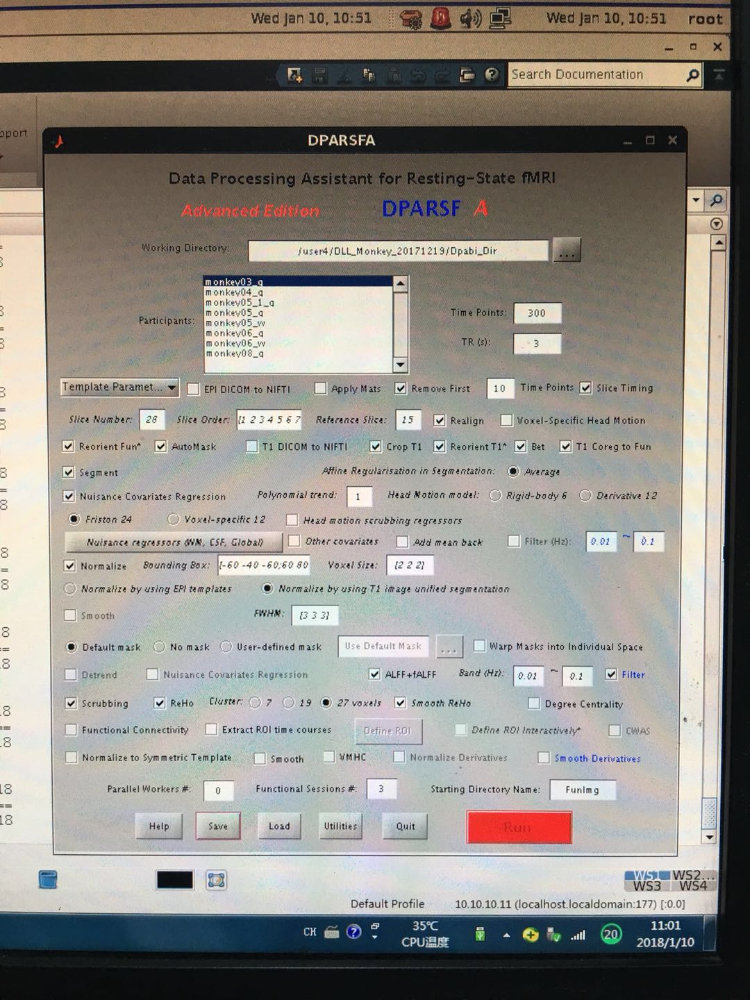 Wed Jan 10, 10:51 Wed Jan 10, 10:51 root
Search Documentation
pport
DPARSFA
Data Processing Assistant for Resting-State fMRI
Advanced Edition DPARSF A
Working Directory: /user4/DLL_Monkey_20171219/Dpabi_Dir ...
Participants:
monkey03_q
monkey04_q
monkey05_1_q
monkey05_q
monkey05_w
monkey06_q
monkey06_w
monkey08_q
Time Points: 300
TR (s): 3
Template Paramet... EPI DICOM to NIFTI Apply Mats Remove First 10 Time Points Slice Timing
Slice Number: 28 Slice Order: [1 2 3 4 5 6 7 Reference Slice: 15 Realign Voxel-Specific Head Motion
Reorient Fun* AutoMask T1 DICOM to NIFTI Crop T1 Reorient T1* Bet T1 Coreg to Fun
Segment Affine Regularisation in Segmentation: Average
Nuisance Covariates Regression Polynomial trend: 1 Head Motion model: Rigid-body 6 Derivative 12
Friston 24 Voxel-specific 12 Head motion scrubbing regressors
Nuisance regressors (WM, CSF, Global) Other covariates Add mean back Filter (Hz): 0.01 ~ 0.1
Normalize Bounding Box: [-60 -40 -60;60 80 Voxel Size: [2 2 2]
Normalize by using EPI templates Normalize by using T1 image unified segmentation
Smooth FWHM: [3 3 3]
Default mask No mask User-defined mask Use Default Mask ... Warp Masks into Individual Space
Detrend Nuisance Covariates Regression ALFF+fALFF Band (Hz): 0.01 ~ 0.1 Filter
Scrubbing ReHo Cluster: 7 19 27 voxels Smooth ReHo Degree Centrality
Functional Connectivity Extract ROI time courses Define ROI Define ROI Interactively* CWAS
Normalize to Symmetric Template Smooth VMHC Normalize Derivatives Smooth Derivatives
Parallel Workers #: 0 Functional Sessions #: 3 Starting Directory Name: FunImg
Help Save Load Utilities Quit Run
WS1 WS2...
WS3 WS4
Default Profile 10.10.10.11 (localhost.localdomain:177) [:0.0]
CH 35℃ 20 11:01
CPU温度 2018/1/10